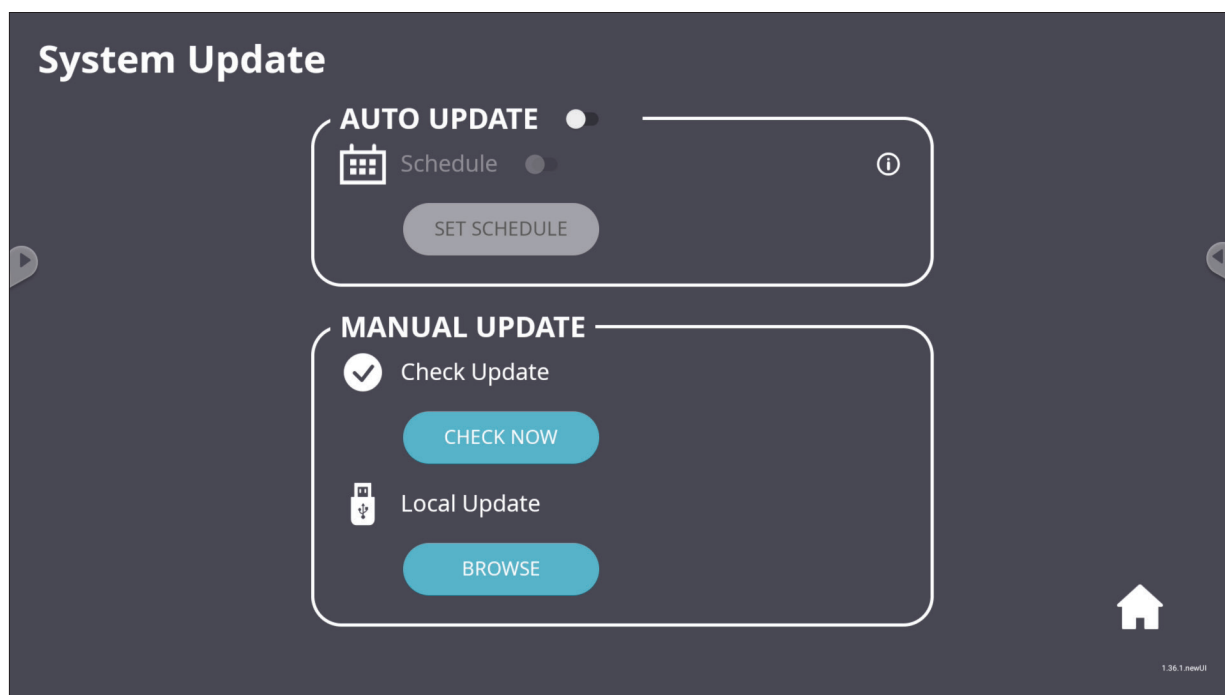 System Update
AUTO UPDATE
Schedule
SET SCHEDULE
MANUAL UPDATE
Check Update
CHECK NOW
Local Update
BROWSE
1.36.1.newUI